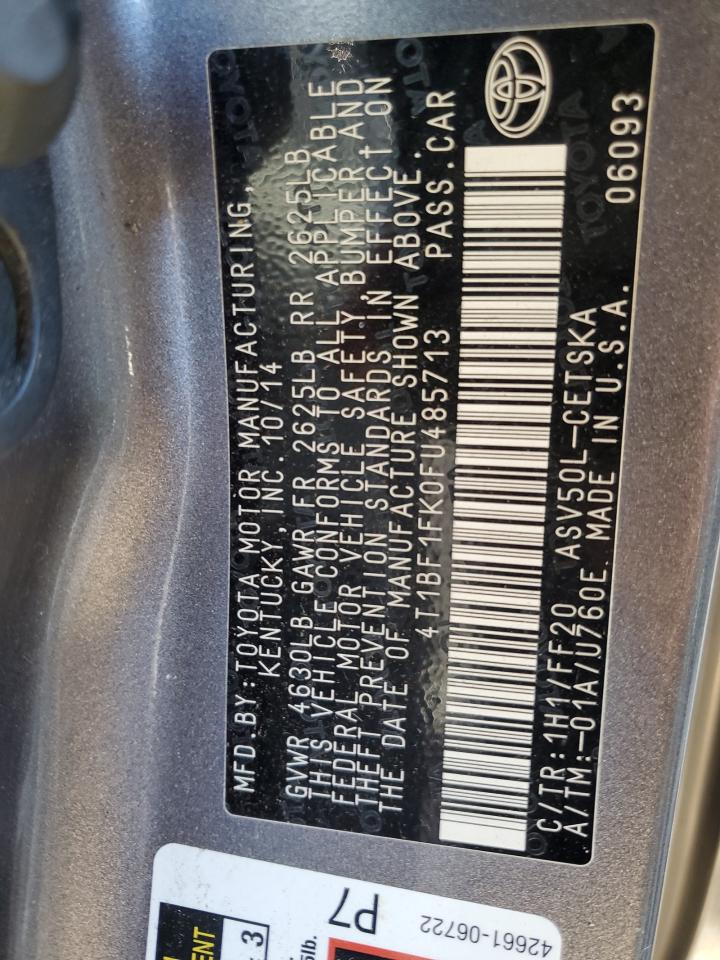 MFD.BY:TOYOTA MOTOR MANUFACTURING,
KENTUCKY, INC 10/14
GVWR 4630LB GAWR FR 2625LB RR 2625LB
THIS VEHICLE CONFORMS TO ALL APPLICABLE
FEDERAL MOTOR VEHICLE SAFETY, BUMPER AND
THEFT PREVENTION STANDARDS IN EFFECT ON
THE DATE OF MANUFACTURE SHOWN ABOVE.
4T1BF1FK0FU485713 PASS.CAR
C/TR:1H1/FF20 ASV50L-CETSKA
A/TM:-01A/U760E MADE IN U.S.A. 06093
P7
42661-06722
3